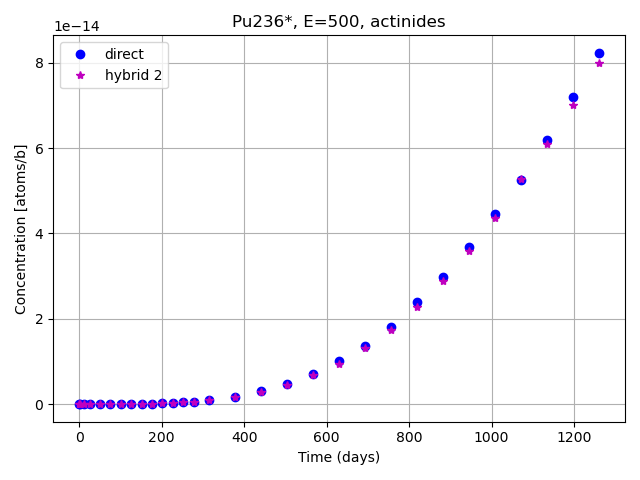 Pu236*, E=500, actinides
1e−14
direct
hybrid 2
8
6
4
2
0
Concentration [atoms/b]
0 200 400 600 800 1000 1200
Time (days)